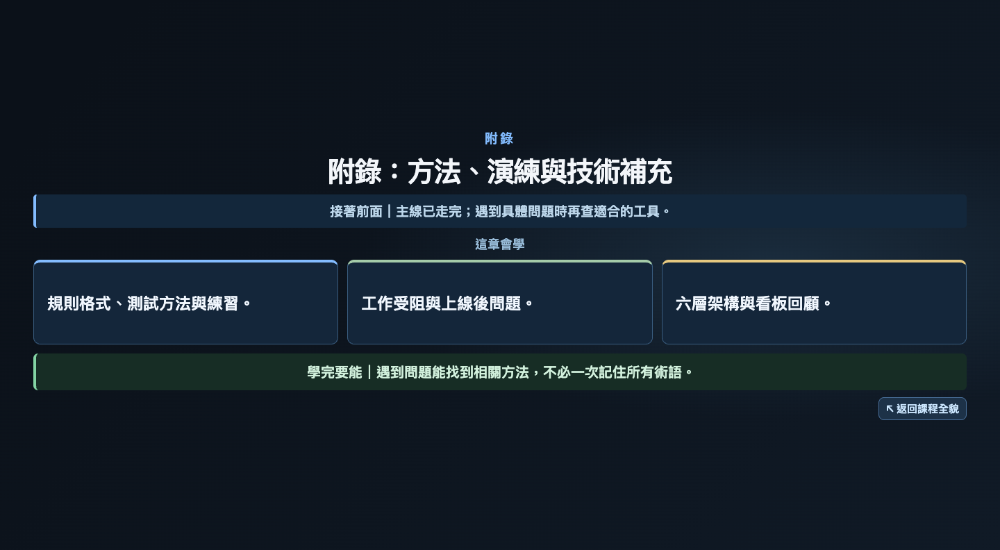 附錄
附錄：方法、演練與技術補充
接著前面｜主線已走完；遇到具體問題時再查適合的工具。
這章會學
規則格式、測試方法與練習。
工作受阻與上線後問題。
六層架構與看板回顧。
學完要能｜遇到問題能找到相關方法，不必一次記住所有術語。
↖ 返回課程全貌